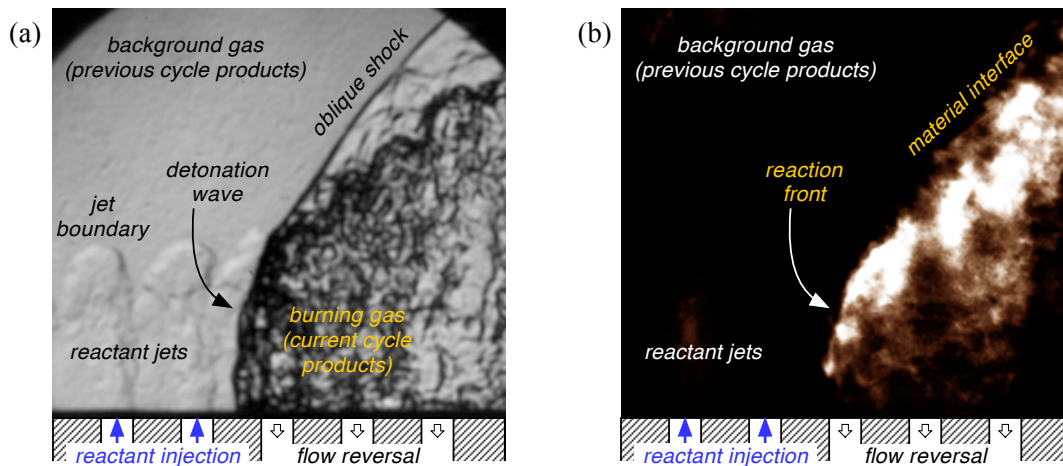 (a)
background gas
(previous cycle products)
oblique shock
detonation
wave
jet
boundary
burning gas
(current cycle
products)
reactant jets
reactant injection
flow reversal
(b)
background gas
(previous cycle products)
material interface
reaction
front
reactant jets
reactant injection
flow reversal